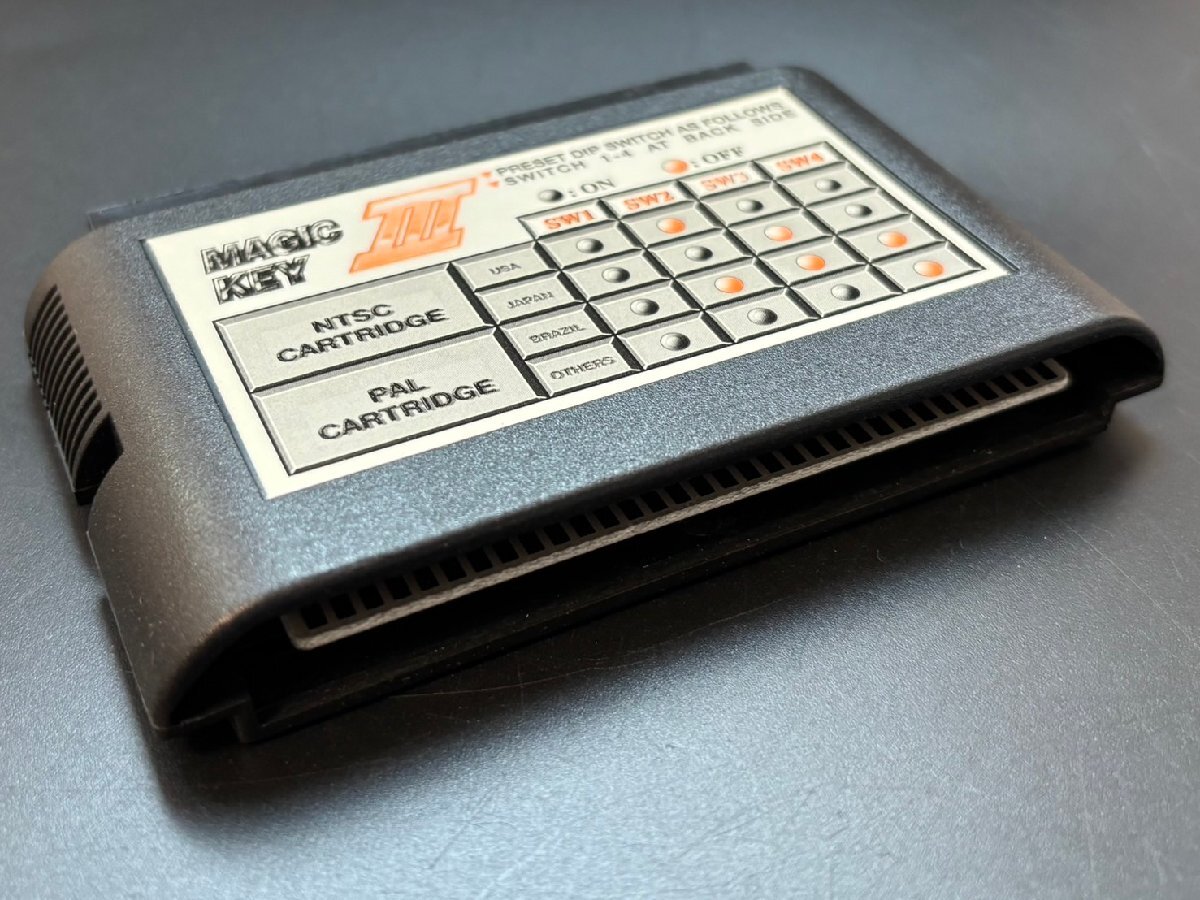 MAGIC
KEY
III
PRESET DIP SWITCH AS FOLLOWS
SWITCH 1-4 AT BACK SIDE
: ON : OFF
SW1 SW2 SW3 SW4
NTSC
CARTRIDGE
USA
JAPAN
PAL
CARTRIDGE
BRAZIL
OTHERS